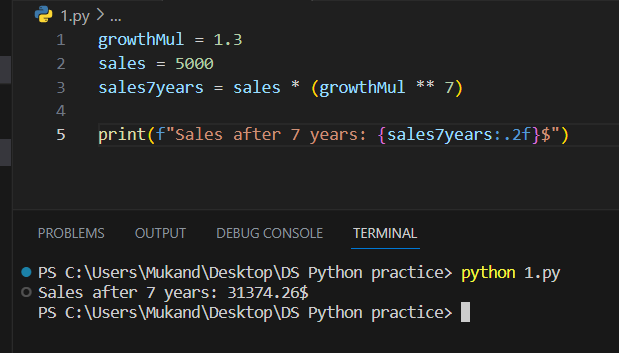 1.py > ...
1 growthMul = 1.3
2 sales = 5000
3 sales7years = sales * (growthMul ** 7)
4
5 print(f"Sales after 7 years: {sales7years:.2f}$")
PROBLEMS OUTPUT DEBUG CONSOLE TERMINAL
PS C:\Users\Mukand\Desktop\DS Python practice> python 1.py
Sales after 7 years: 31374.26$
PS C:\Users\Mukand\Desktop\DS Python practice>